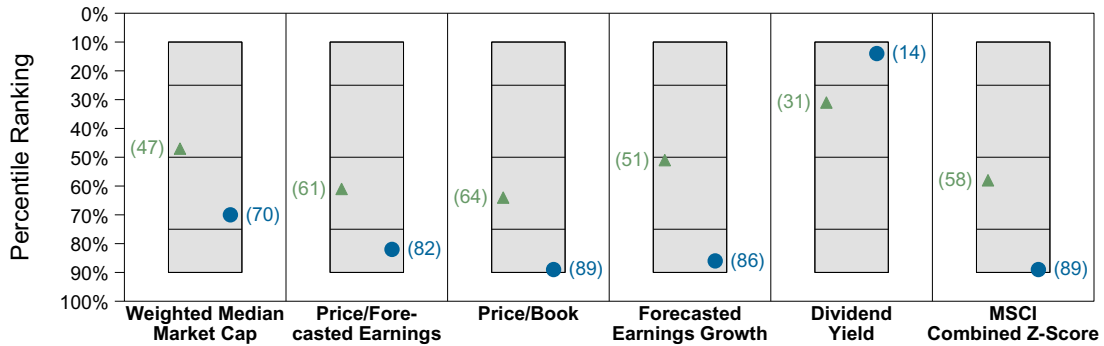 Percentile Ranking
0%
10%
20%
30%
40%
50%
60%
70%
80%
90%
100%
(47)
(70)
(61)
(82)
(64)
(89)
(51)
(86)
(31)
(14)
(58)
(89)
Weighted Median
Market Cap
Price/Fore-
casted Earnings
Price/Book
Forecasted
Earnings Growth
Dividend
Yield
MSCI
Combined Z-Score